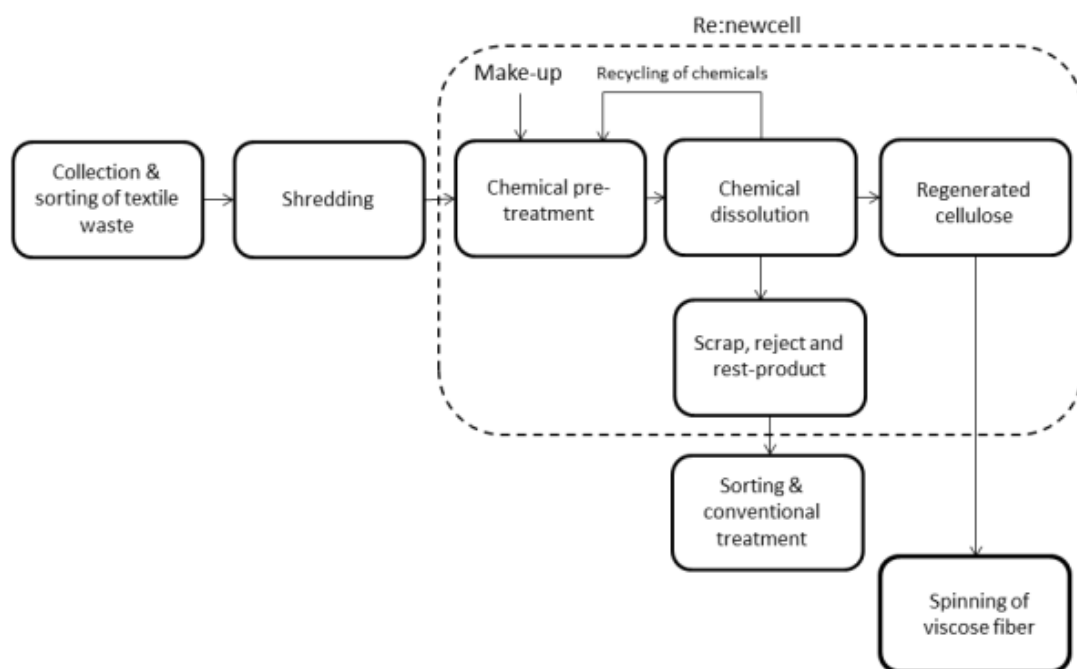 Re:newcell
Make-up
Recycling of chemicals
Collection &
sorting of textile
waste
Shredding
Chemical pre-
treatment
Chemical
dissolution
Regenerated
cellulose
Scrap, reject and
rest-product
Sorting &
conventional
treatment
Spinning of
viscose fiber